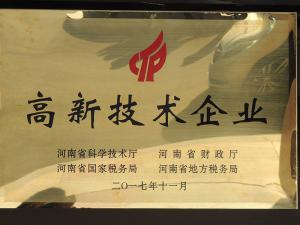 高新技术企业
河南省科学技术厅 河南省财政厅
河南省国家税务局 河南省地方税务局
二〇一七年十一月